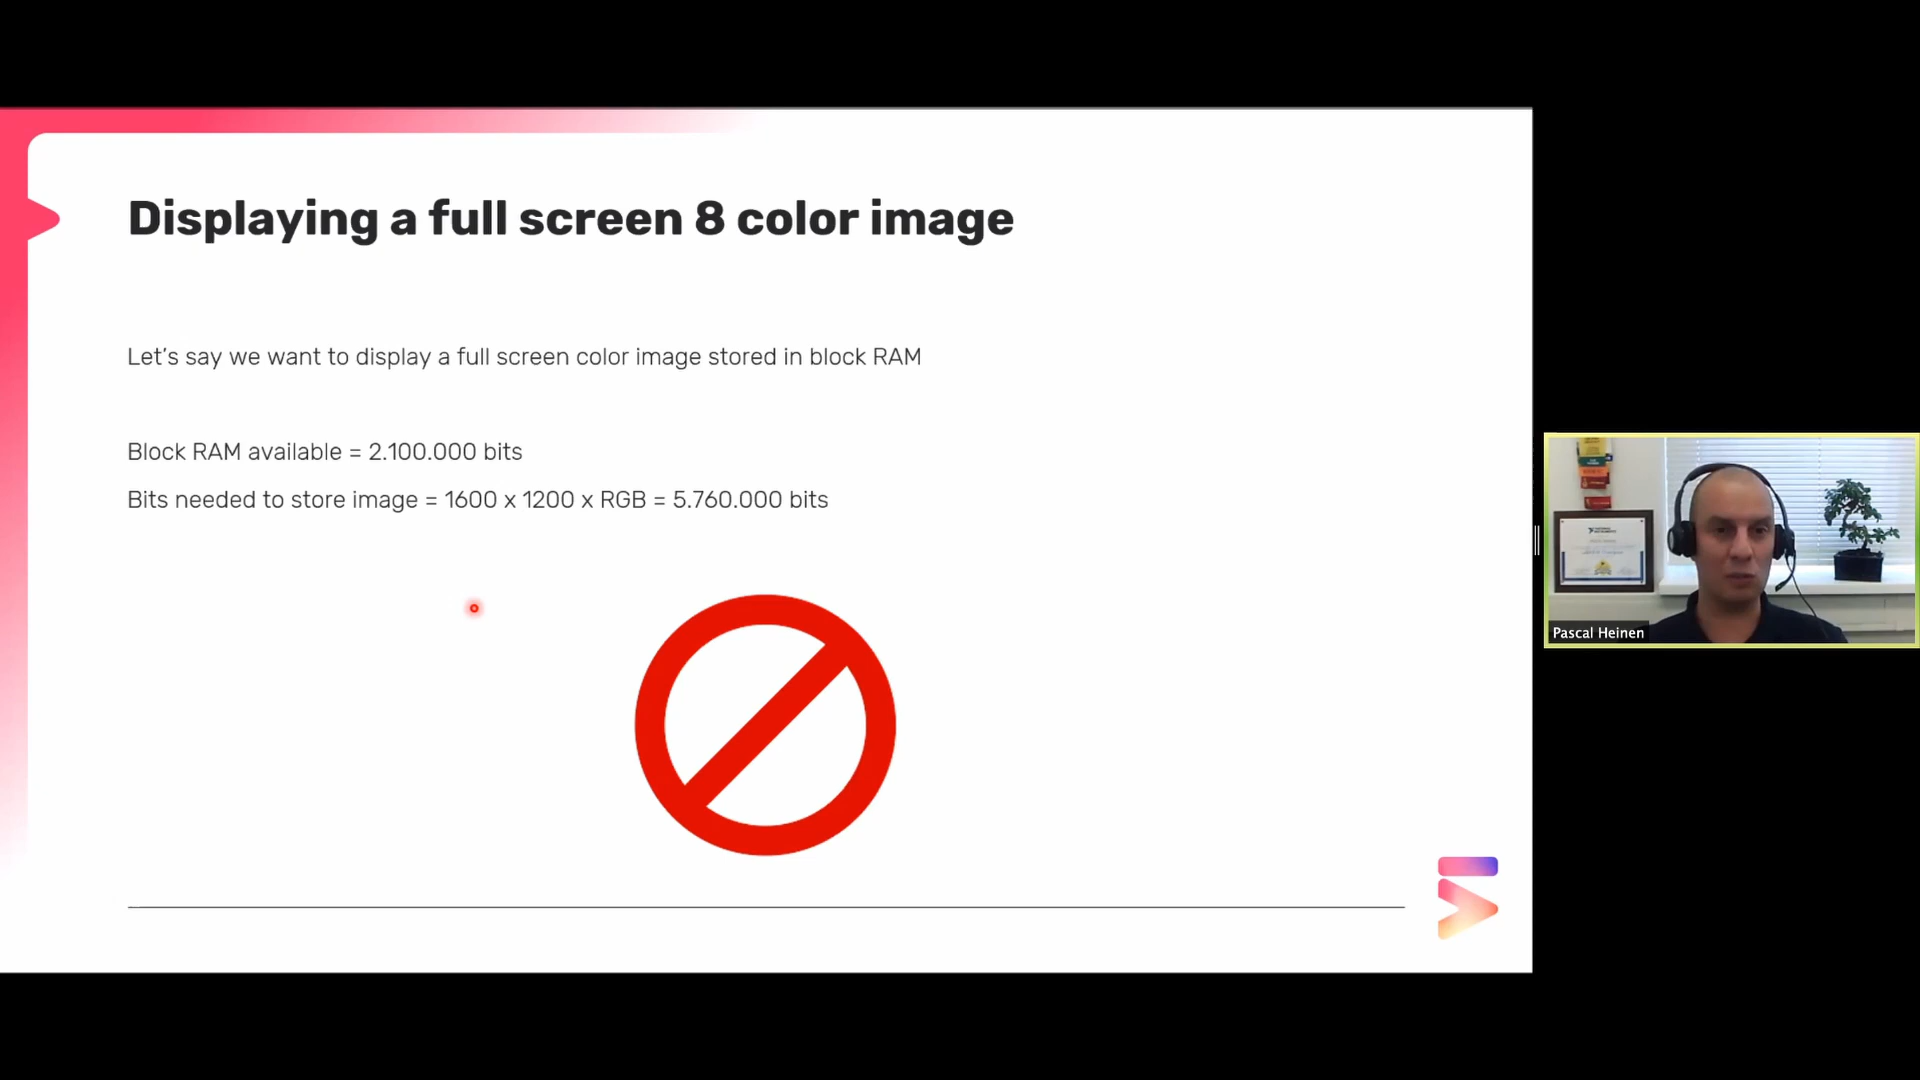 Displaying a full screen 8 color image
Let's say we want to display a full screen color image stored in block RAM
Block RAM available = 2.100.000 bits
Bits needed to store image = 1600 x 1200 x RGB = 5.760.000 bits
Pascal Heinen